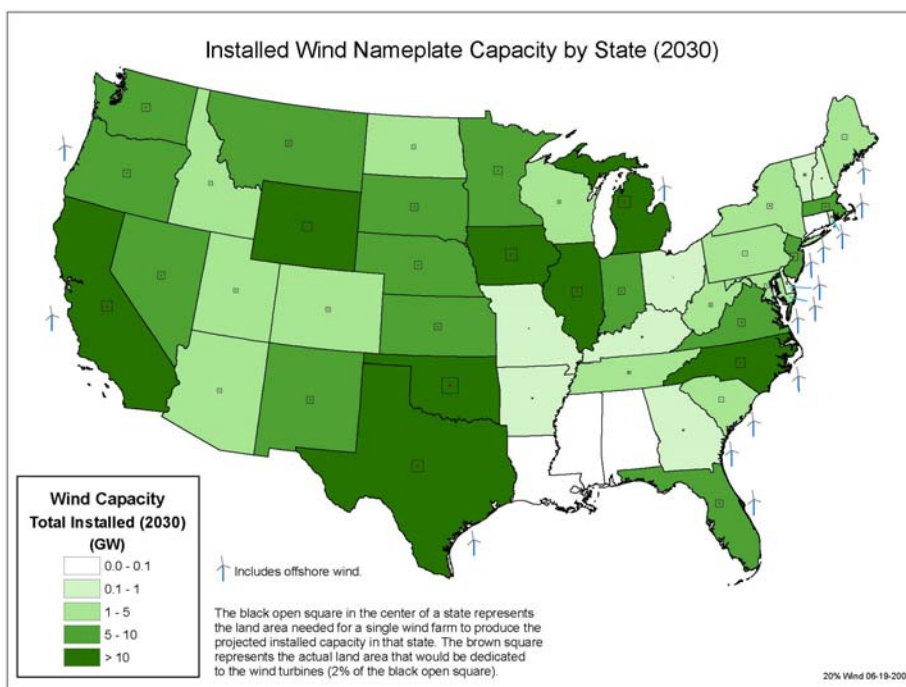 Installed Wind Nameplate Capacity by State (2030)
Wind Capacity
Total Installed (2030)
(GW)
0.0 - 0.1
0.1 - 1
1 - 5
5 - 10
> 10
Includes offshore wind.
The black open square in the center of a state represents
the land area needed for a single wind farm to produce the
projected installed capacity in that state. The brown square
represents the actual land area that would be dedicated
to the wind turbines (2% of the black open square).
20% Wind 06-19-200